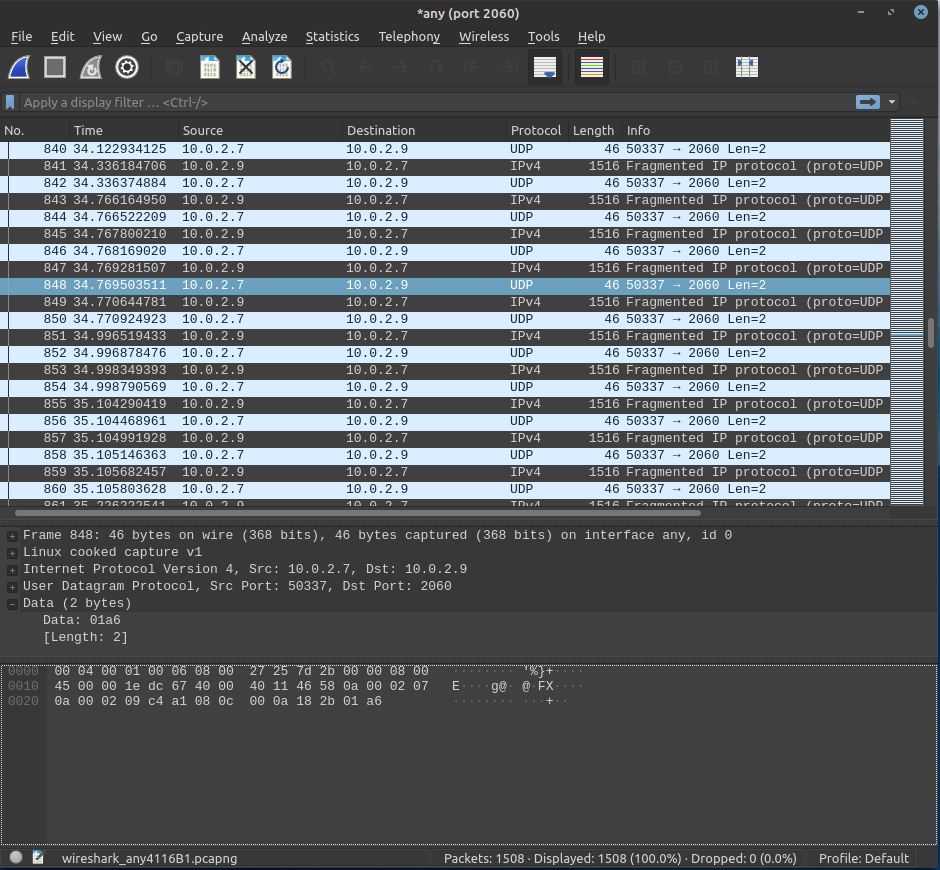 *any (port 2060)
File Edit View Go Capture Analyze Statistics Telephony Wireless Tools Help
Apply a display filter … <Ctrl-/>
No. Time Source Destination Protocol Length Info
840 34.122934125 10.0.2.7 10.0.2.9 UDP 46 50337 → 2060 Len=2
841 34.336184706 10.0.2.9 10.0.2.7 IPv4 1516 Fragmented IP protocol (proto=UDP
842 34.336374884 10.0.2.7 10.0.2.9 UDP 46 50337 → 2060 Len=2
843 34.766164950 10.0.2.9 10.0.2.7 IPv4 1516 Fragmented IP protocol (proto=UDP
844 34.766522209 10.0.2.7 10.0.2.9 UDP 46 50337 → 2060 Len=2
845 34.767800210 10.0.2.9 10.0.2.7 IPv4 1516 Fragmented IP protocol (proto=UDP
846 34.768169020 10.0.2.7 10.0.2.9 UDP 46 50337 → 2060 Len=2
847 34.769281507 10.0.2.9 10.0.2.7 IPv4 1516 Fragmented IP protocol (proto=UDP
848 34.769503511 10.0.2.7 10.0.2.9 UDP 46 50337 → 2060 Len=2
849 34.770644781 10.0.2.9 10.0.2.7 IPv4 1516 Fragmented IP protocol (proto=UDP
850 34.770924923 10.0.2.7 10.0.2.9 UDP 46 50337 → 2060 Len=2
851 34.996519433 10.0.2.9 10.0.2.7 IPv4 1516 Fragmented IP protocol (proto=UDP
852 34.996878476 10.0.2.7 10.0.2.9 UDP 46 50337 → 2060 Len=2
853 34.998349393 10.0.2.9 10.0.2.7 IPv4 1516 Fragmented IP protocol (proto=UDP
854 34.998790569 10.0.2.7 10.0.2.9 UDP 46 50337 → 2060 Len=2
855 35.104290419 10.0.2.9 10.0.2.7 IPv4 1516 Fragmented IP protocol (proto=UDP
856 35.104468961 10.0.2.7 10.0.2.9 UDP 46 50337 → 2060 Len=2
857 35.104991928 10.0.2.9 10.0.2.7 IPv4 1516 Fragmented IP protocol (proto=UDP
858 35.105146363 10.0.2.7 10.0.2.9 UDP 46 50337 → 2060 Len=2
859 35.105682457 10.0.2.9 10.0.2.7 IPv4 1516 Fragmented IP protocol (proto=UDP
860 35.105803628 10.0.2.7 10.0.2.9 UDP 46 50337 → 2060 Len=2
Frame 848: 46 bytes on wire (368 bits), 46 bytes captured (368 bits) on interface any, id 0
Linux cooked capture v1
Internet Protocol Version 4, Src: 10.0.2.7, Dst: 10.0.2.9
User Datagram Protocol, Src Port: 50337, Dst Port: 2060
Data (2 bytes)
Data: 01a6
[Length: 2]
0000 00 04 00 01 00 06 08 00 27 25 7d 2b 00 00 08 00 ········ '%}+····
0010 45 00 00 1e dc 67 40 00 40 11 46 58 0a 00 02 07 E····g@· @·FX····
0020 0a 00 02 09 c4 a1 08 0c 00 0a 18 2b 01 a6 ········ ···+··
wireshark_any4116B1.pcapng Packets: 1508 · Displayed: 1508 (100.0%) · Dropped: 0 (0.0%) Profile: Default